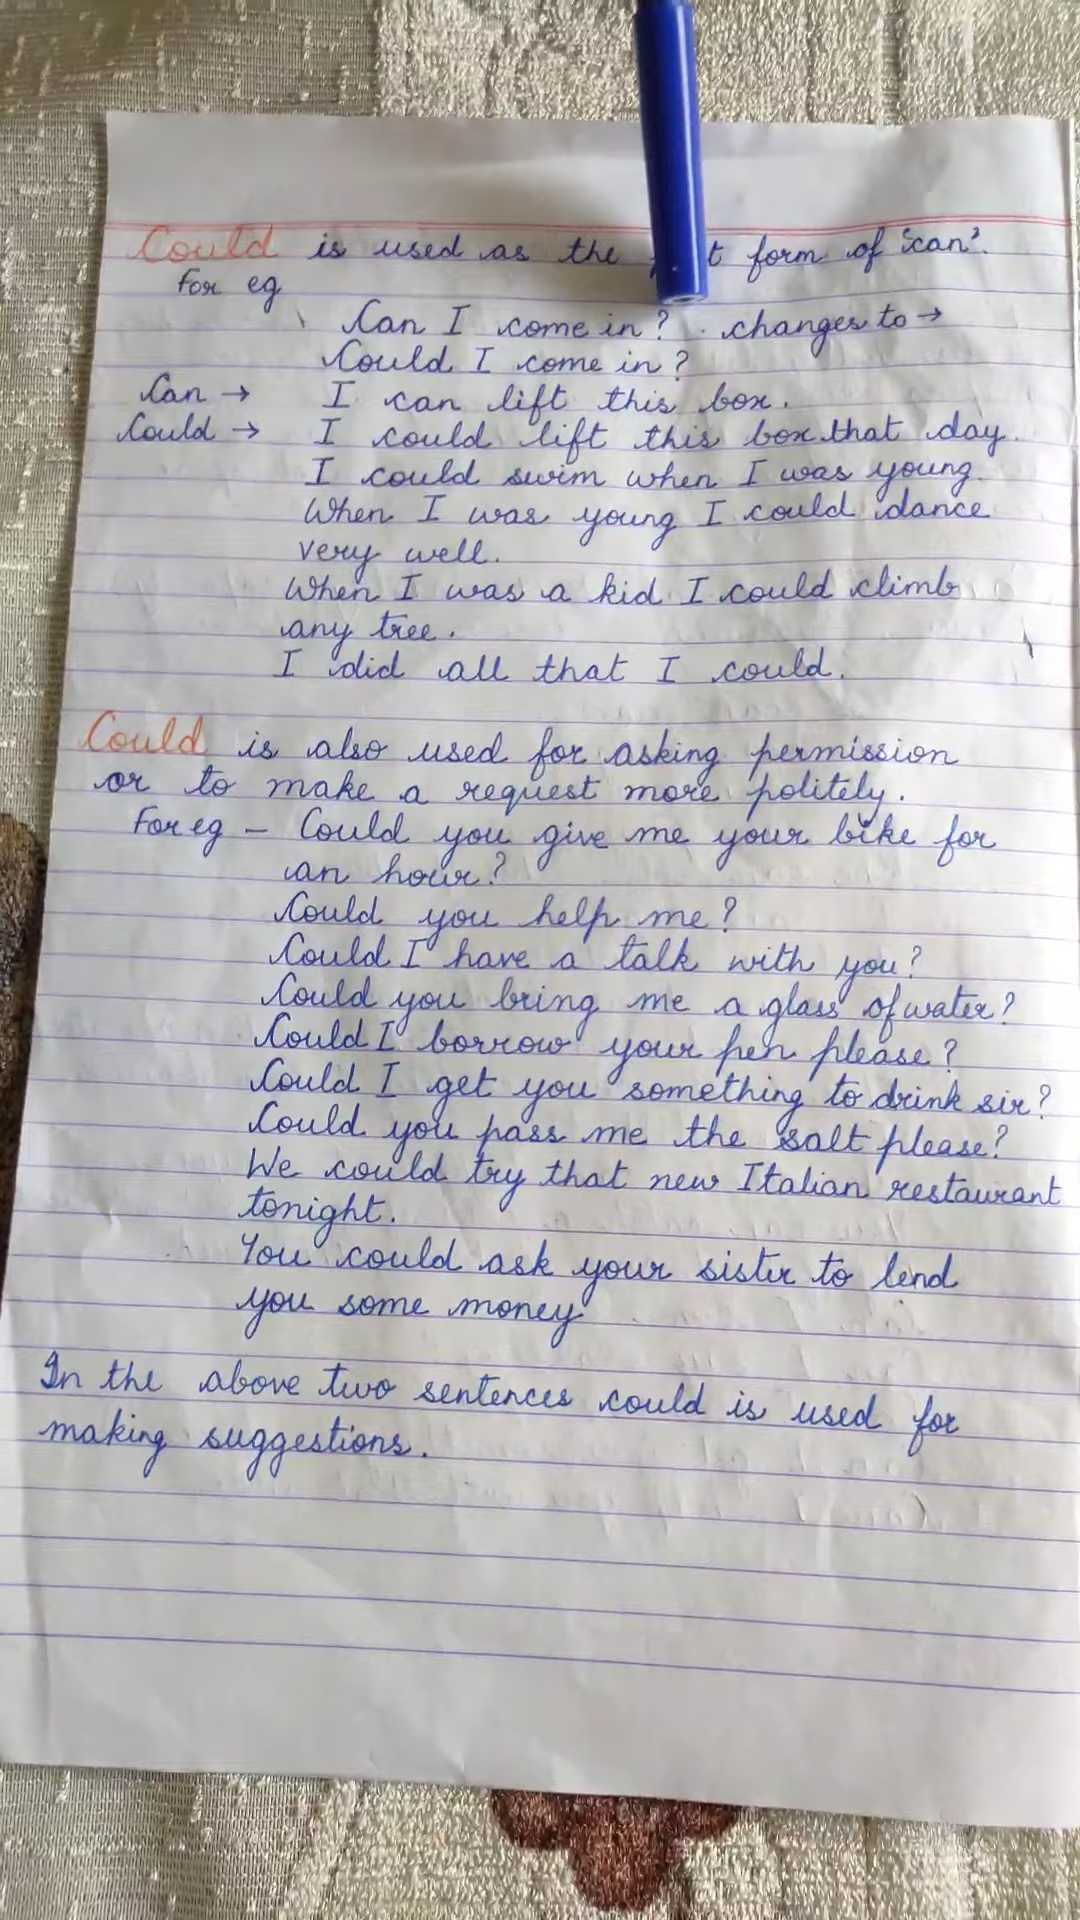 Could is used as the form of 'can'.
For eg
Can I come in? changes to →
Could I come in?
Can → I can lift this box.
Could → I could lift this box that day.
I could swim when I was young.
When I was young I could dance
very well.
When I was a kid I could climb
any tree.
I did all that I could.
Could is also used for asking permission
or to make a request more politely.
For eg – Could you give me your bike for
an hour?
Could you help me?
Could I have a talk with you?
Could you bring me a glass of water?
Could I borrow your pen please?
Could I get you something to drink sir?
Could you pass me the salt please?
We could try that new Italian restaurant
tonight.
You could ask your sister to lend
you some money
In the above two sentences could is used for
making suggestions.